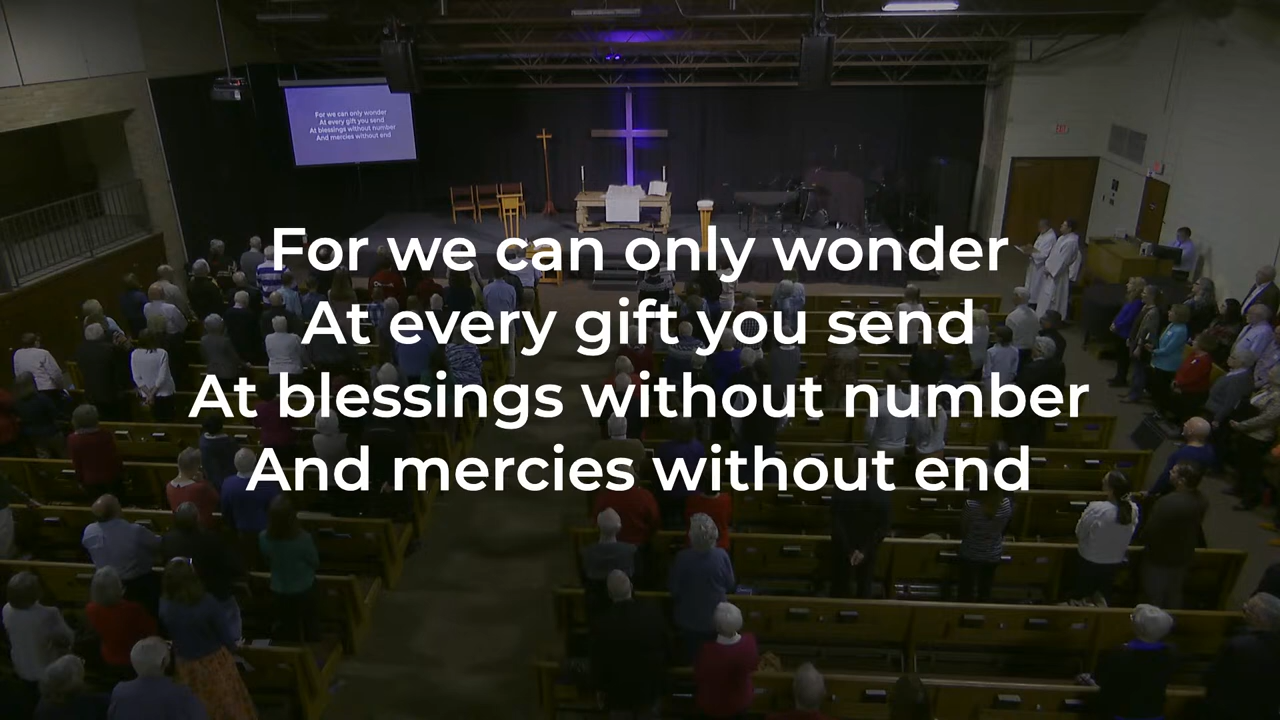 For we can only wonder
At every gift you send
At blessings without number
And mercies without end
For we can only wonder
At every gift you send
At blessings without number
And mercies without end
EXIT